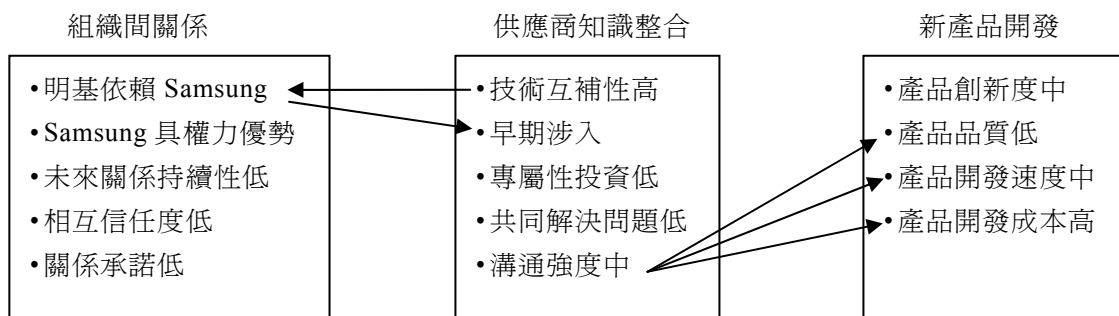 組織間關係
•明基依賴 Samsung
•Samsung 具權力優勢
•未來關係持續性低
•相互信任度低
•關係承諾低
供應商知識整合
•技術互補性高
•早期涉入
•專屬性投資低
•共同解決問題低
•溝通強度中
新產品開發
•產品創新度中
•產品品質低
•產品開發速度中
•產品開發成本高